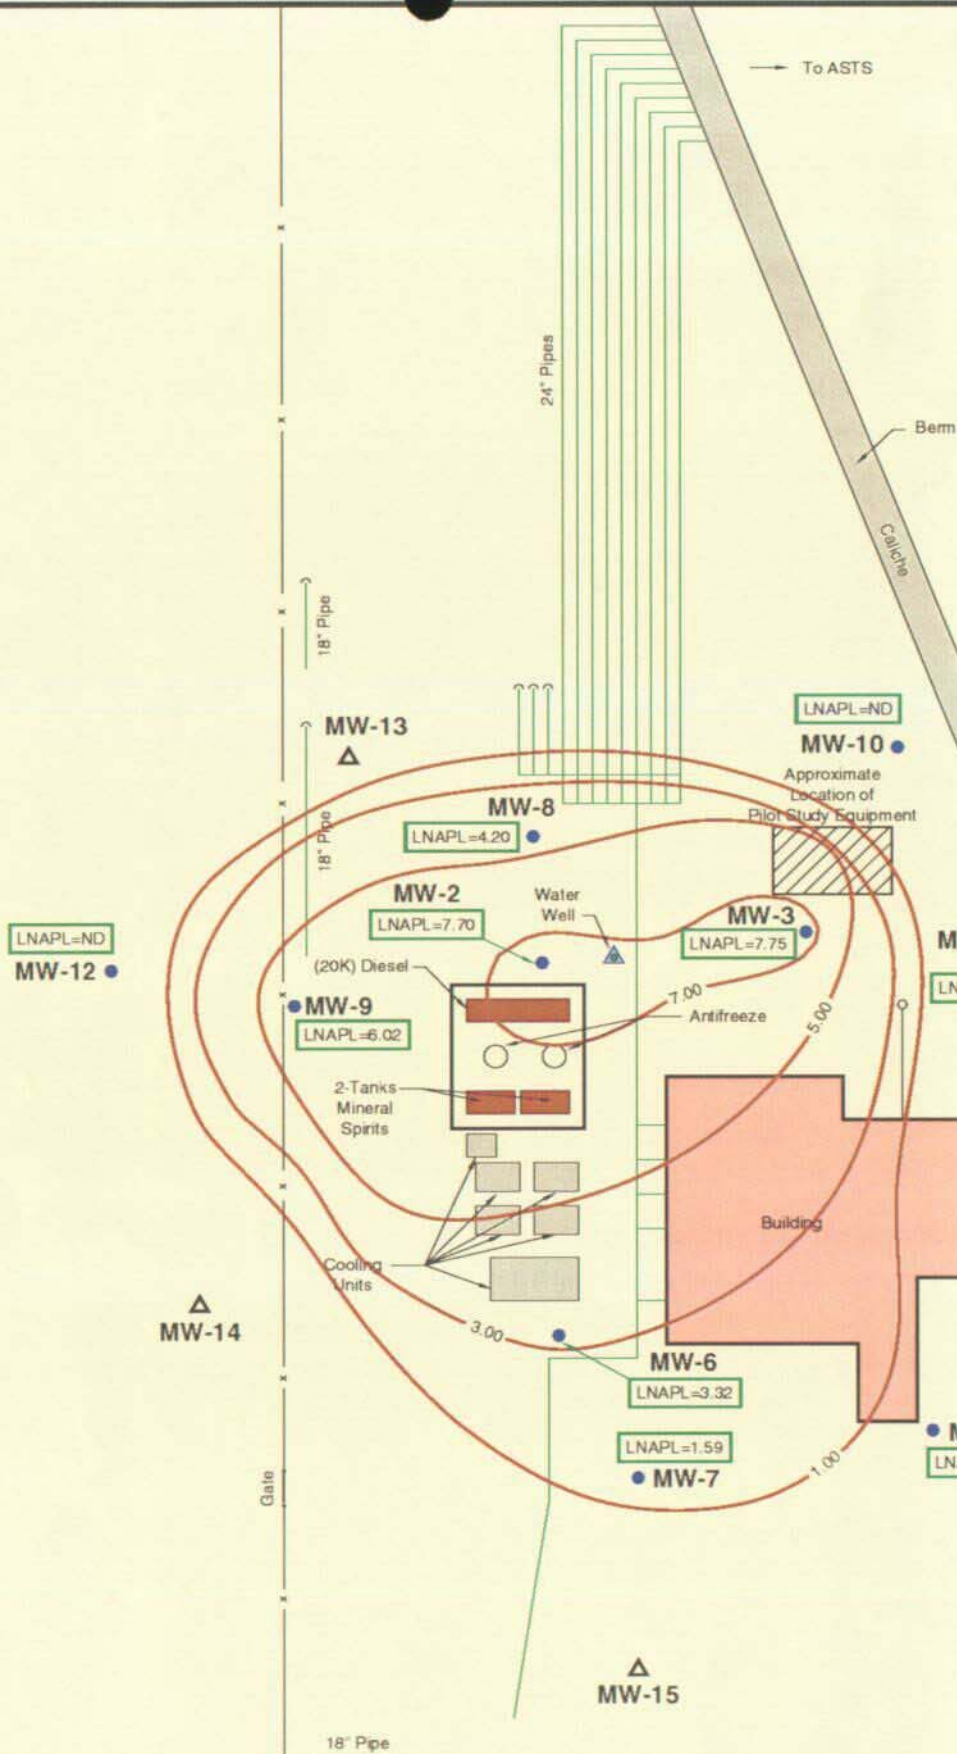 To ASTS
24" Pipes
Berm
Caliche
18" Pipe
LNAPL=ND
MW-13
MW-10
Approximate
Location of
Pilot Study Equipment
MW-8
LNAPL=4.20
18" Pipe
MW-2
LNAPL=7.70
Water
Well
MW-3
LNAPL=7.75
LNAPL=ND
MW-12
(20K) Diesel
M
LN
7.00
5.00
MW-9
LNAPL=6.02
Antifreeze
2-Tanks
Mineral
Spirits
Building
Cooling
Units
MW-14
3.00
MW-6
LNAPL=3.32
LNAPL=1.59
MW-7
1.00
LN
Gate
MW-15
18" Pipe